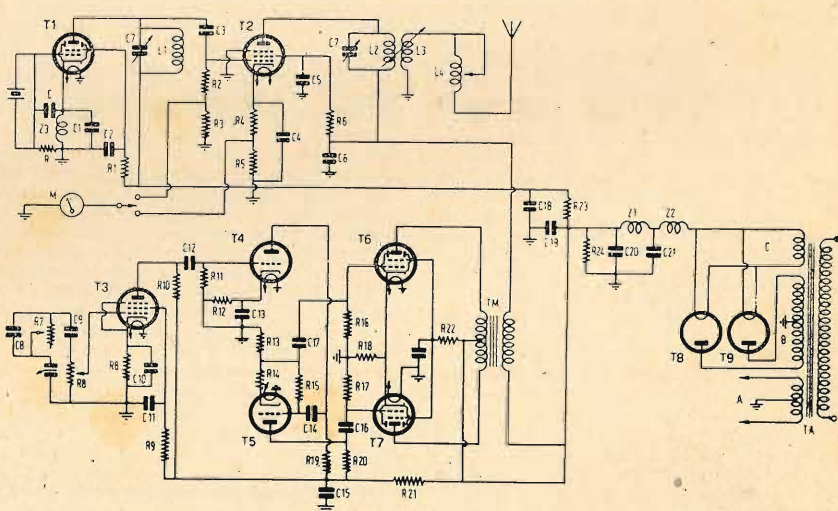 T1
C7
L1
C3
T2
C7
L2
L3
L4
C
Z3
C1
R
C2
R1
R2
R3
R4
R5
C4
C5
R6
C6
M
C18
C19
R23
R24
Z1
Z2
C20
C21
C
B
A
T8
T9
TA
T3
C8
R7
C9
R8
R8
C10
C11
R9
R10
C12
R11
R12
C13
T4
R13
R14
R15
C17
T5
C14
R19
C15
T6
R16
R18
R17
C16
R20
T7
R22
TM
R21